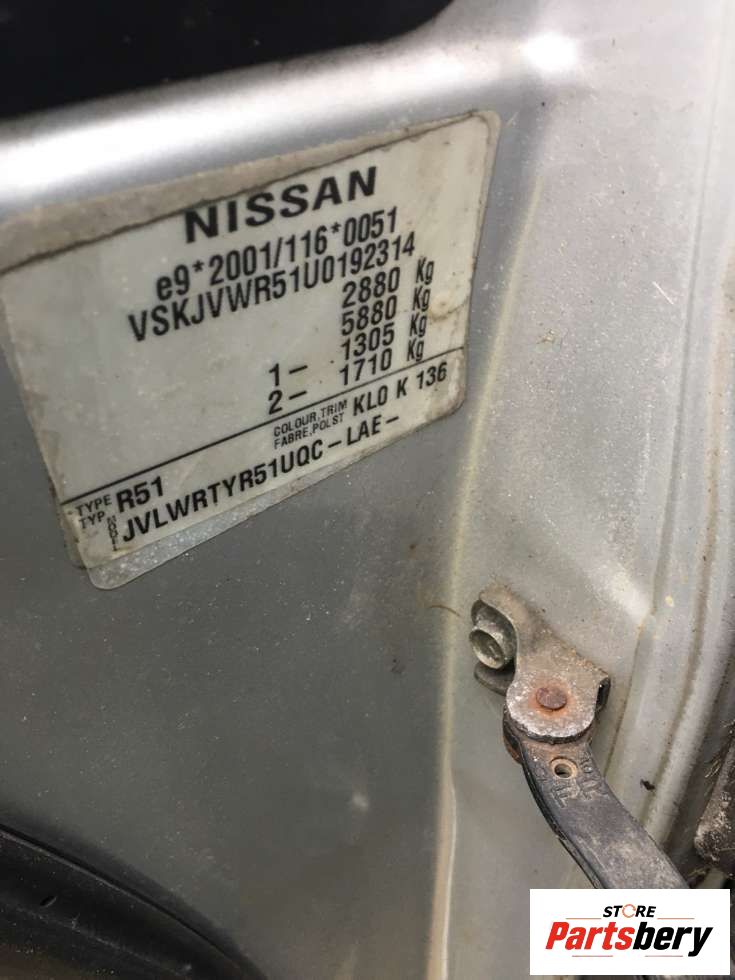 NISSAN
e9*2001/116*0051
VSKJVWR51U0192314
2880 Kg
5880 Kg
1- 1305 Kg
2- 1710 Kg
COLOUR,TRIM KL0 K 136
FABRE,POLST
TYPE R51
TYP
MODEL JVLWRTYR51UQC-LAE-
STORE
Partsbery